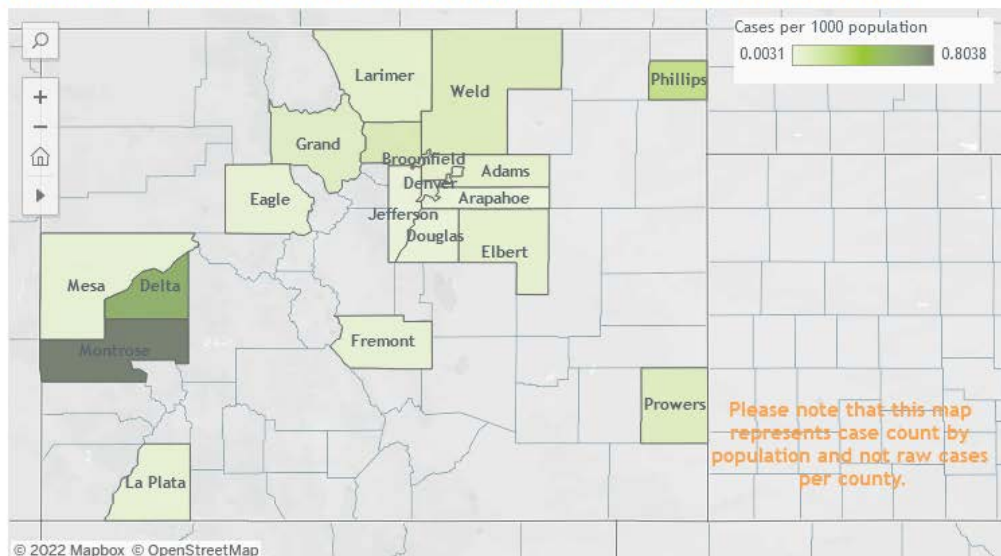 Cases per 1000 population
0.0031
0.8038
Larimer
Phillips
Weld
Grand
Broomfield
Adams
Denver
Eagle
Arapahoe
Jefferson
Douglas
Elbert
Mesa
Delta
Montrose
Fremont
Prowers
Please note that this map
represents case count by
population and not raw cases
per county.
La Plata
© 2022 Mapbox © OpenStreetMap